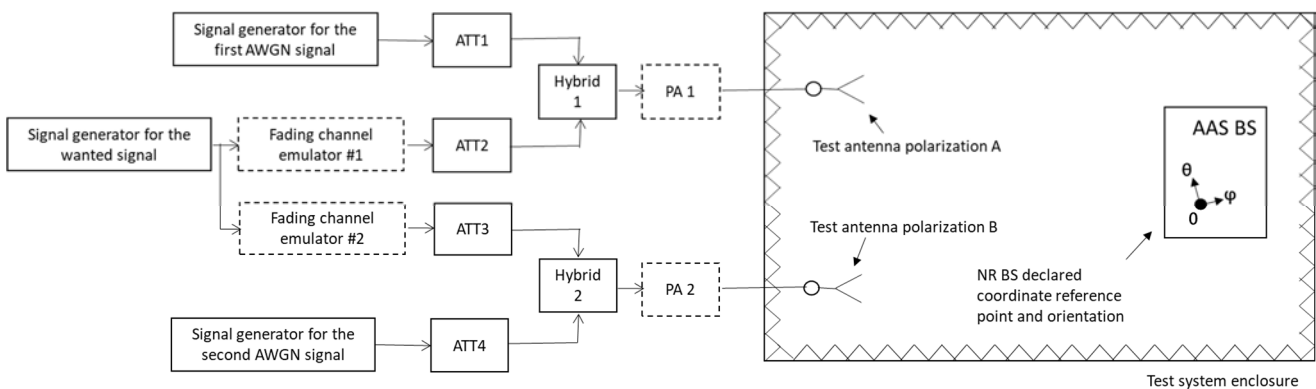 Signal generator for the
first AWGN signal
ATT1
Hybrid
1
PA 1
Signal generator for the
wanted signal
Fading channel
emulator #1
ATT2
Test antenna polarization A
AAS BS
θ
φ
0
Fading channel
emulator #2
ATT3
Test antenna polarization B
Hybrid
2
PA 2
NR BS declared
coordinate reference
point and orientation
Signal generator for the
second AWGN signal
ATT4
Test system enclosure